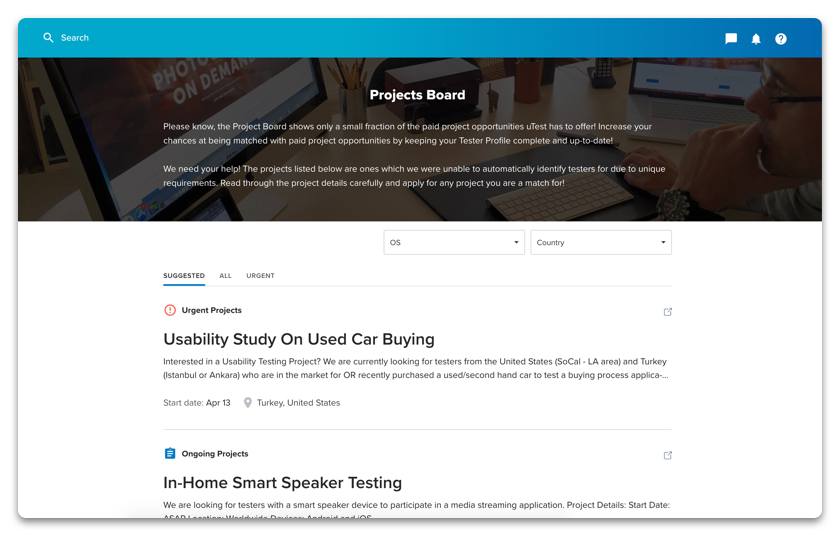 Search
PHOTO
ON DEMAND
Projects Board
Please know, the Project Board shows only a small fraction of the paid project opportunities uTest has to offer! Increase your
chances at being matched with paid project opportunities by keeping your Tester Profile complete and up-to-date!
We need your help! The projects listed below are ones which we were unable to automatically identify testers for due to unique
requirements. Read through the project details carefully and apply for any project you are a match for!
OS
Country
SUGGESTED ALL URGENT
Urgent Projects
Usability Study On Used Car Buying
Interested in a Usability Testing Project? We are currently looking for testers from the United States (SoCal - LA area) and Turkey
(Istanbul or Ankara) who are in the market for OR recently purchased a used/second hand car to test a buying process applica-...
Start date: Apr 13 Turkey, United States
Ongoing Projects
In-Home Smart Speaker Testing
We are looking for testers with a smart speaker device to participate in a media streaming application. Project Details: Start Date:
ASAP Location: Worldwide Devices: Android and iOS